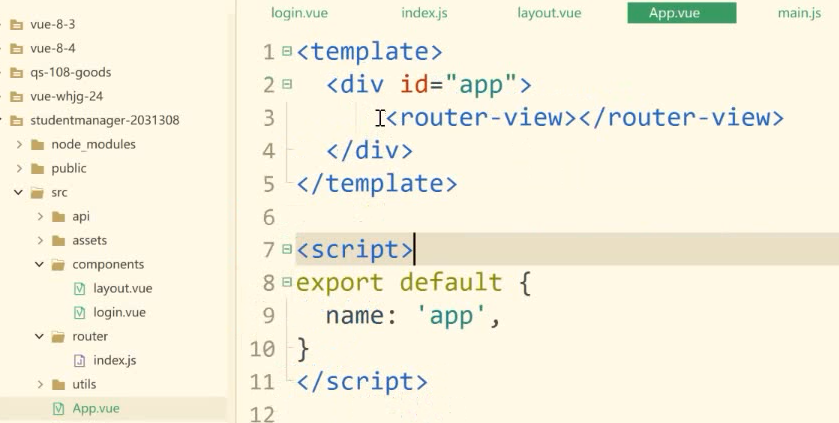 login.vue index.js layout.vue App.vue main.js
vue-8-3
vue-8-4
qs-108-goods
vue-whjg-24
studentmanager-2031308
node_modules
public
src
api
assets
components
layout.vue
login.vue
router
index.js
utils
App.vue
1 <template>
2 <div id="app">
3 <router-view></router-view>
4 </div>
5 </template>
6
7 <script>
8 export default {
9 name: 'app',
10 }
11 </script>
12